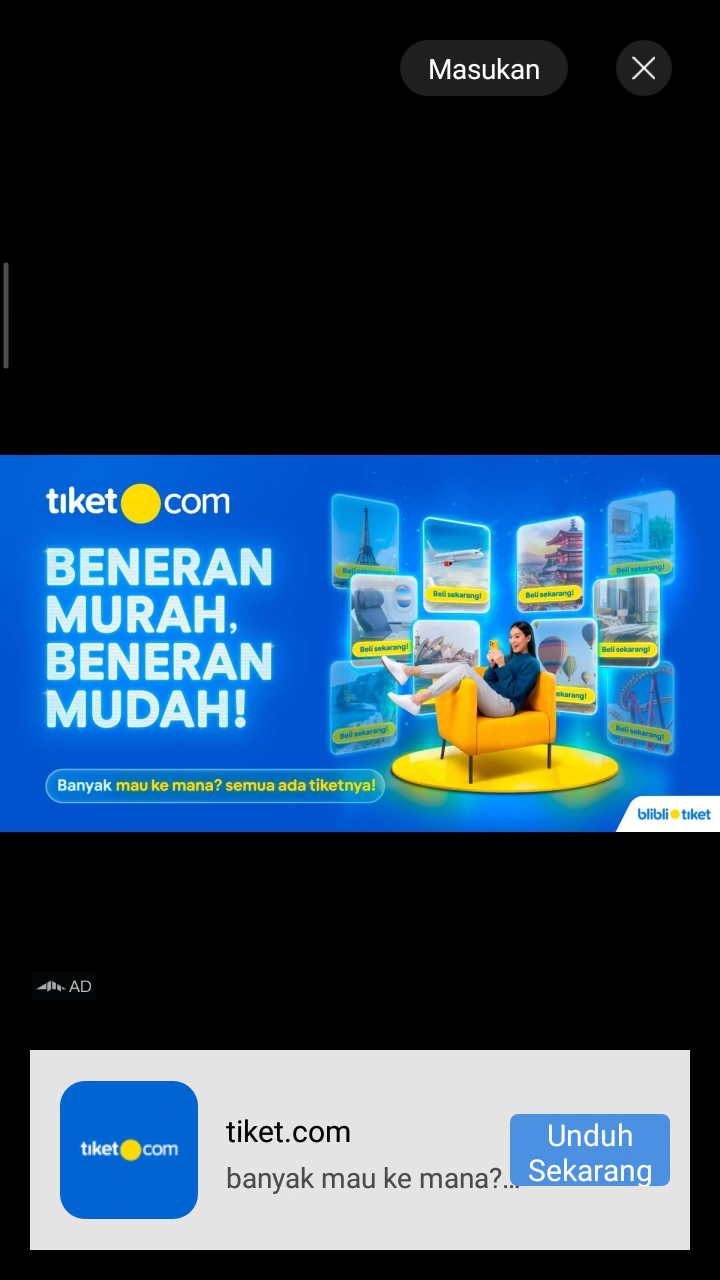 Masukan
tiket com
BENERAN
MURAH,
BENERAN
MUDAH!
Banyak mau ke mana? semua ada tiketnya!
Beli sekarang!
Beli sekarang!
Beli sekarang!
Beli sekarang!
Beli sekarang!
Beli sekarang!
ekarang!
Beli sekarang!
Beli sekarang!
blibli tiket
AD
tiket com
tiket.com
banyak mau ke mana?...
Unduh
Sekarang